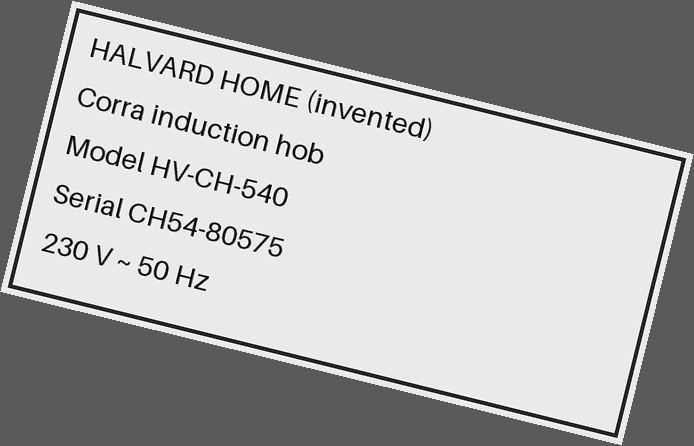 HALVARD HOME (invented)
Corra induction hob
Model HV-CH-540
Serial CH54-80575
230 V ~ 50 Hz